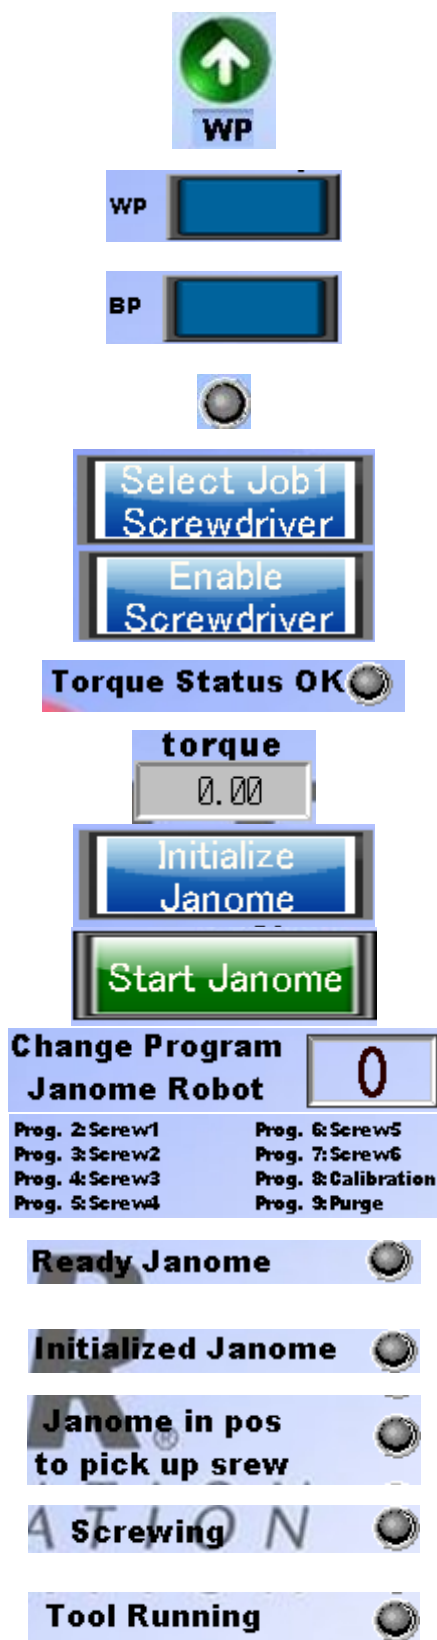 WP
WP
BP
Select Job1
Screwdriver
Enable
Screwdriver
Torque Status OK
torque
0.00
Initialize
Janome
Start Janome
Change Program
Janome Robot
0
Prog. 2:Screw1
Prog. 3:Screw2
Prog. 4:Screw3
Prog. 5:Screw4
Prog. 6:Screw5
Prog. 7:Screw6
Prog. 8:Calibration
Prog. 9:Purge
R
Ready Janome
Initialized Janome
R®
Janome in pos
to pick up srew
ATION
Screwing
Tool Running